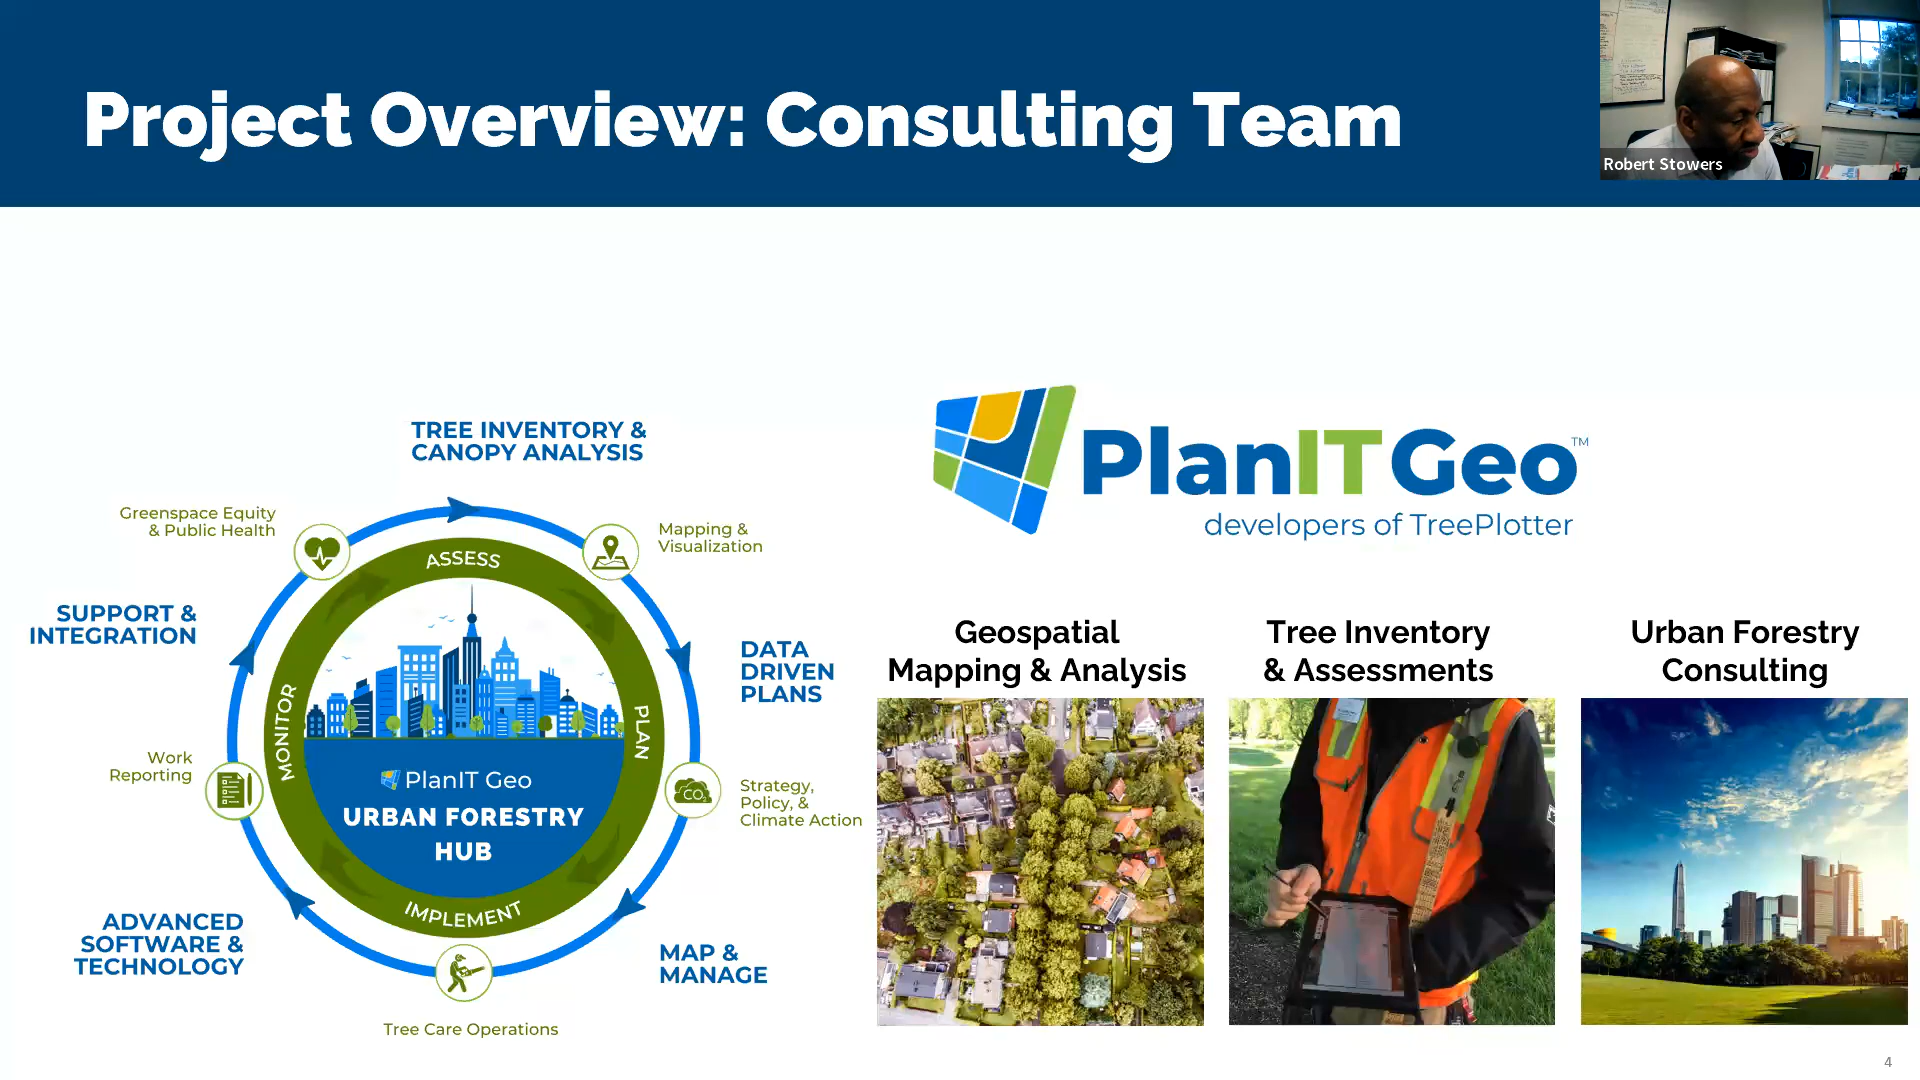 Project Overview: Consulting Team
Robert Stowers
TREE INVENTORY &
CANOPY ANALYSIS
Greenspace Equity
& Public Health
Mapping &
Visualization
SUPPORT &
INTEGRATION
DATA
DRIVEN
PLANS
Work
Reporting
Strategy,
Policy, &
Climate Action
ADVANCED
SOFTWARE &
TECHNOLOGY
MAP &
MANAGE
Tree Care Operations
ASSESS
PLAN
IMPLEMENT
MONITOR
CO2
PlanIT Geo
URBAN FORESTRY
HUB
PlanITGeo™
developers of TreePlotter
Geospatial
Mapping & Analysis
Tree Inventory
& Assessments
Urban Forestry
Consulting
4